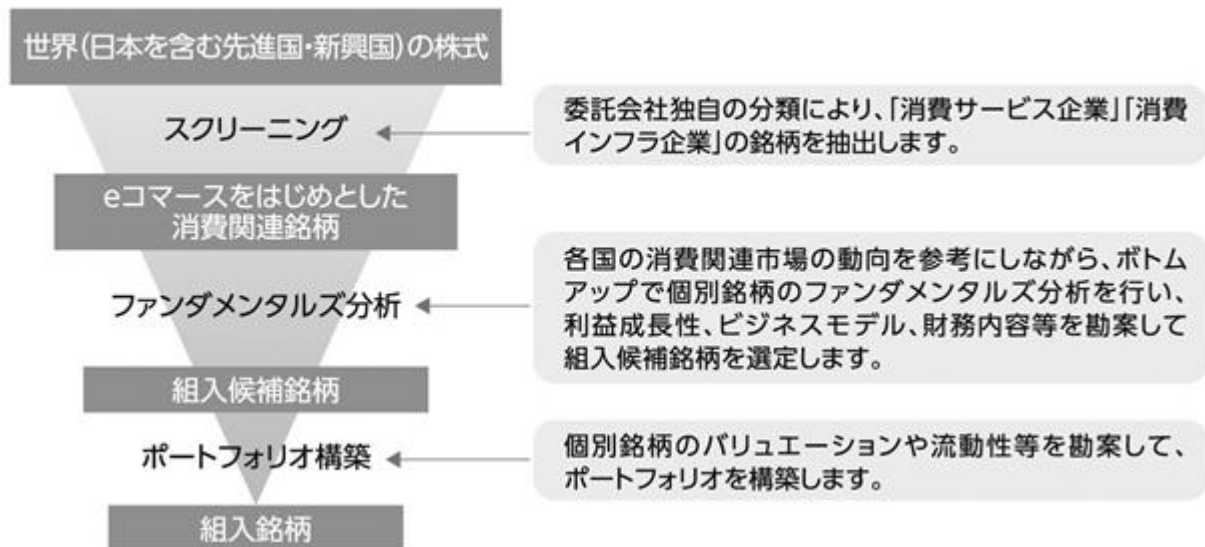 世界(日本を含む先進国・新興国)の株式
スクリーニング
委託会社独自の分類により、「消費サービス企業」「消費
インフラ企業」の銘柄を抽出します。
eコマースをはじめとした
消費関連銘柄
ファンダメンタルズ分析
各国の消費関連市場の動向を参考にしながら、ボトム
アップで個別銘柄のファンダメンタルズ分析を行い、
利益成長性、ビジネスモデル、財務内容等を勘案して
組入候補銘柄を選定します。
組入候補銘柄
ポートフォリオ構築
個別銘柄のバリュエーションや流動性等を勘案して、
ポートフォリオを構築します。
組入銘柄